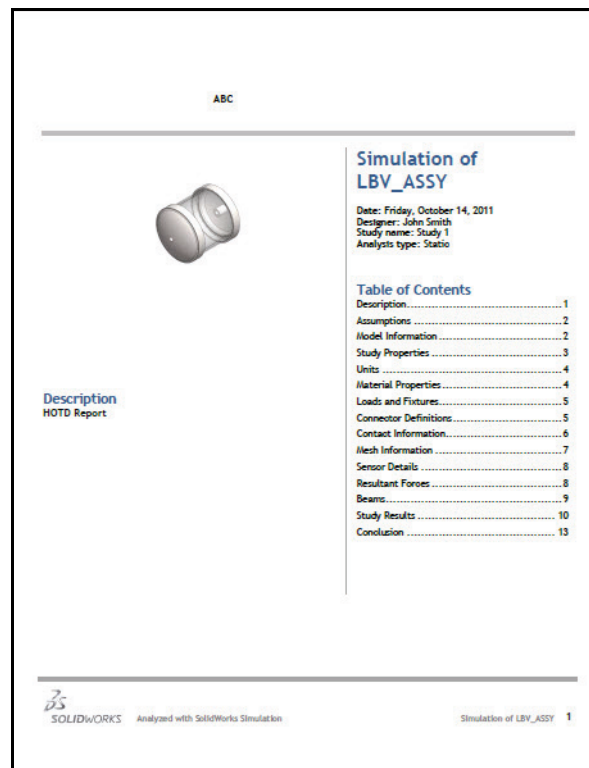 ABC
Simulation of
LBV_ASSY
Date: Friday, October 14, 2011
Designer: John Smith
Study name: Study 1
Analysis type: Static
Table of Contents
Description............................................1
Assumptions ..........................................2
Model Information ..................................2
Study Properties .....................................3
Units ....................................................4
Material Properties ..................................4
Loads and Fixtures...................................5
Connector Definitions...............................5
Contact Information.................................6
Mesh Information ....................................7
Sensor Details ........................................8
Resultant Forces .....................................8
Beams...................................................9
Study Results ........................................ 10
Conclusion ........................................... 13
Description
HOTD Report
SOLIDWORKS Analyzed with SolidWorks Simulation Simulation of LBV_ASSY 1